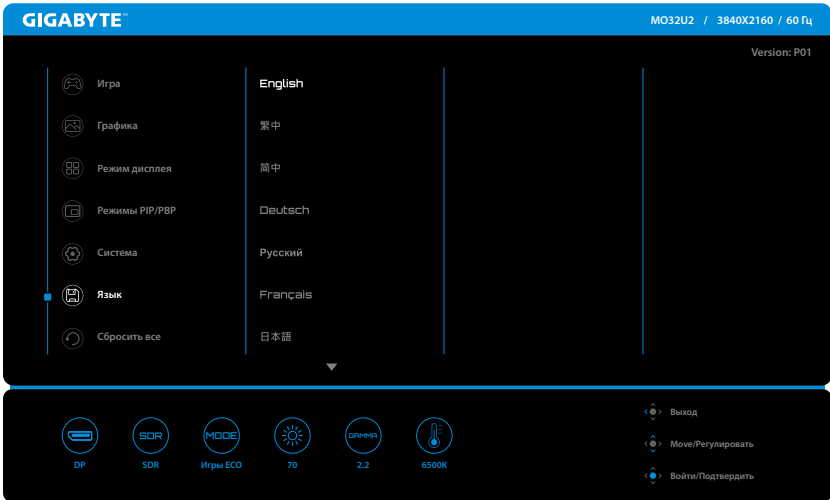 GIGABYTE™
MO32U2 / 3840X2160 / 60 Гц
Version: P01
Игра
English
Графика
繁中
Режим дисплея
简中
Режимы PIP/PBP
Deutsch
Система
Русский
Язык
Français
Сбросить все
日本語
Выход
SDR
MODE
GAMMA
Move/Регулировать
DP
SDR
Игры ECO
70
2.2
6500K
Войти/Подтвердить